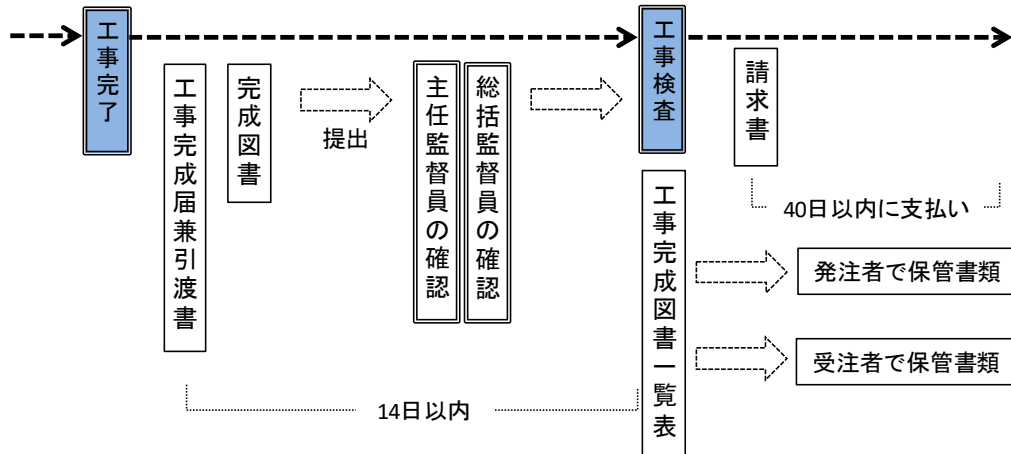 工事完了
工事完成届兼引渡書
完成図書
提出
主任監督員の確認
総括監督員の確認
工事検査
請求書
40日以内に支払い
工事完成図書一覧表
発注者で保管書類
受注者で保管書類
14日以内